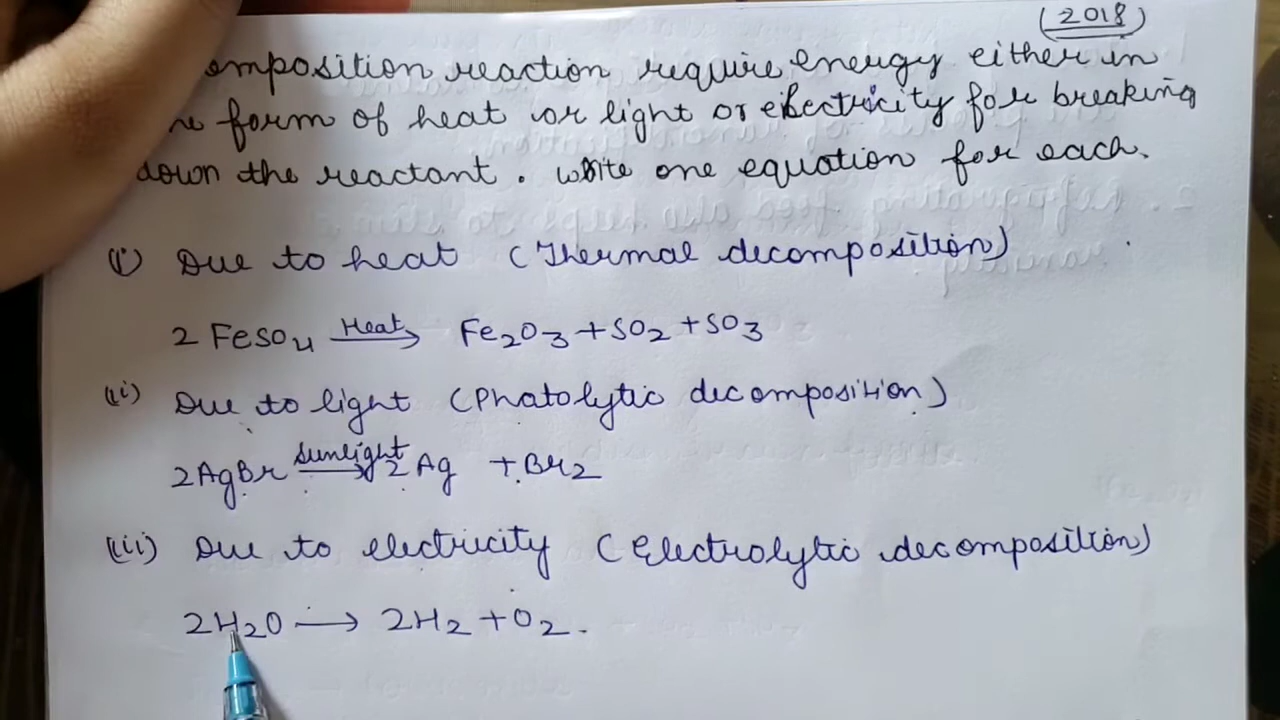 (2018)
omposition reaction require energy either in
he form of heat or light or electricity for breaking
down the reactant. write one equation for each.
(i) Due to heat (Thermal decomposition)
2 FeSO4 Heat→ Fe2O3 + SO2 + SO3
(ii) Due to light (Phatolytic decomposition)
2AgBr Sunlight→ 2Ag + Br2
(iii) Due to electricity (Electrolytic decomposition)
2H2O → 2H2 + O2.